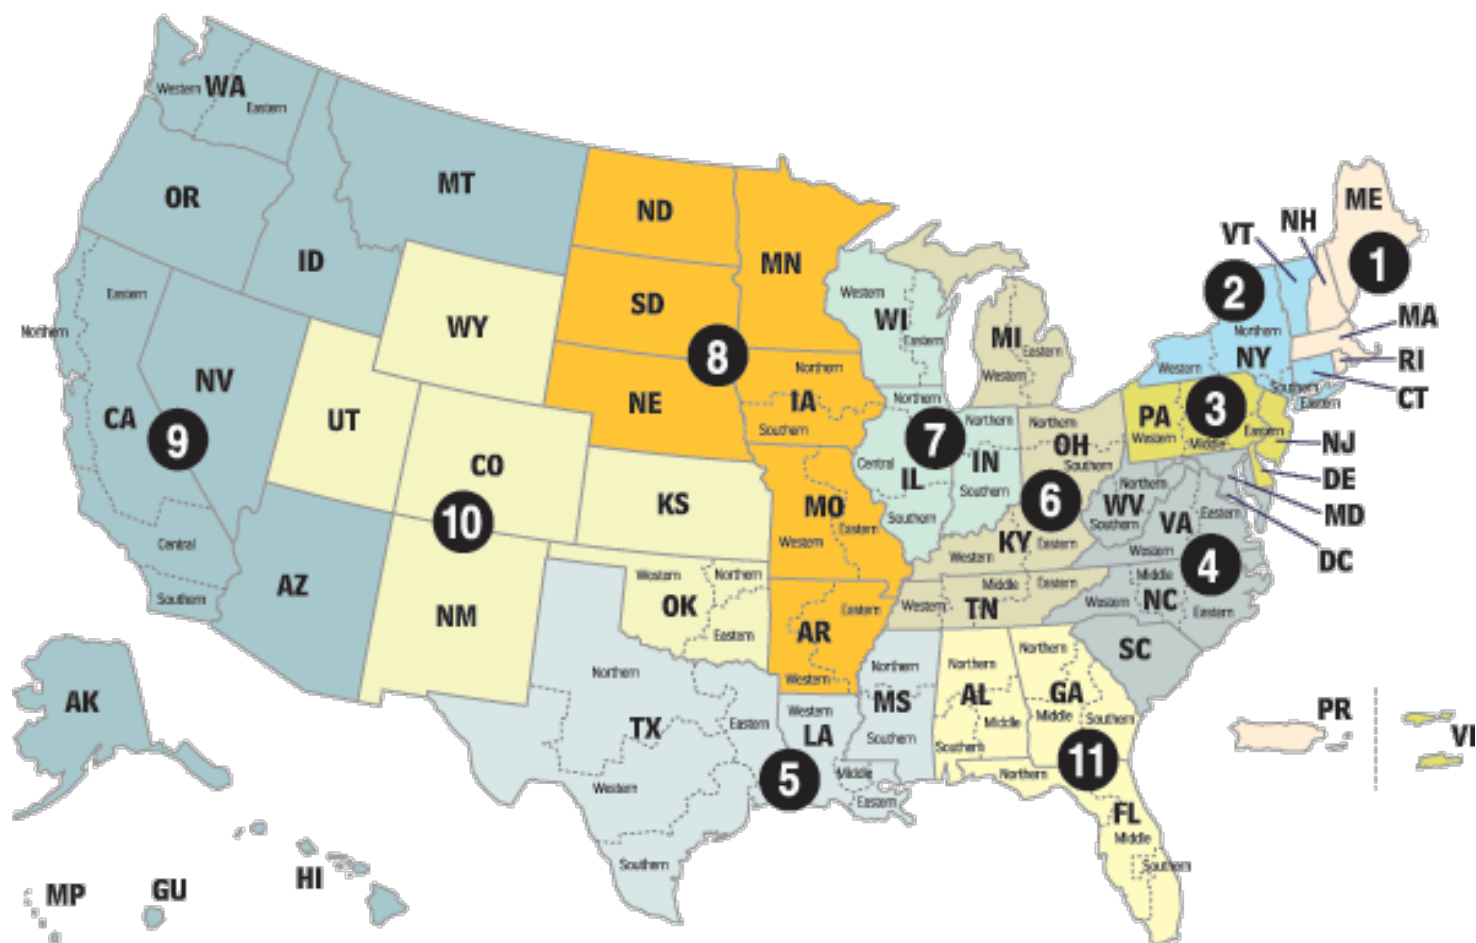 WA
Western
Eastern
MT
OR
ID
ND
MN
SD
WY
8
NE
Northern
IA
Southern
Eastern
Northern
NV
CA
9
UT
CO
10
KS
Central
Southern
AZ
NM
Western
Northern
OK
Eastern
MO
Eastern
Western
Eastern
AR
Western
Western
WI
Eastern
MI
Eastern
Western
Northern
7
Central
IL
Southern
Northern
IN
Southern
Northern
OH
Southern
6
KY
Western
Eastern
Western
Middle
Eastern
TN
ME
NH
VT
1
2
MA
Northern
NY
Western
Southern
Eastern
RI
CT
3
PA
Western
Middle
Eastern
NJ
DE
MD
DC
Northern
WV
Southern
VA
Eastern
Western
4
Middle
Western
NC
Eastern
SC
Northern
TX
Eastern
Western
Southern
Western
LA
Middle
Eastern
5
Northern
MS
Southern
Northern
AL
Middle
Southern
Northern
GA
Middle
Southern
11
Northern
FL
Middle
Southern
PR
VI
AK
HI
GU
MP